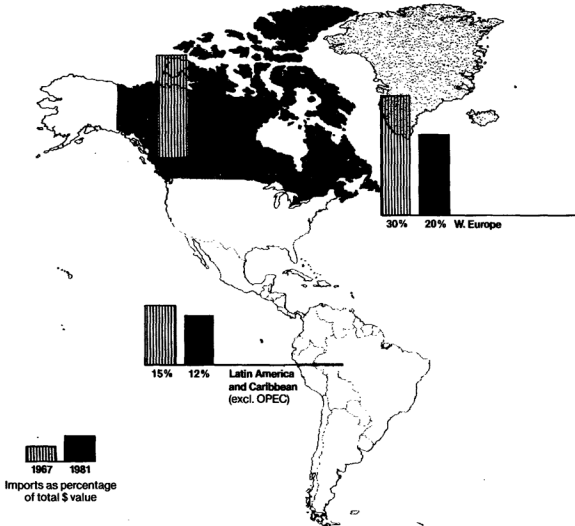 30% 20% W. Europe
15% 12% Latin America
and Caribbean
(excl. OPEC)
1967 1981
Imports as percentage
of total $ value